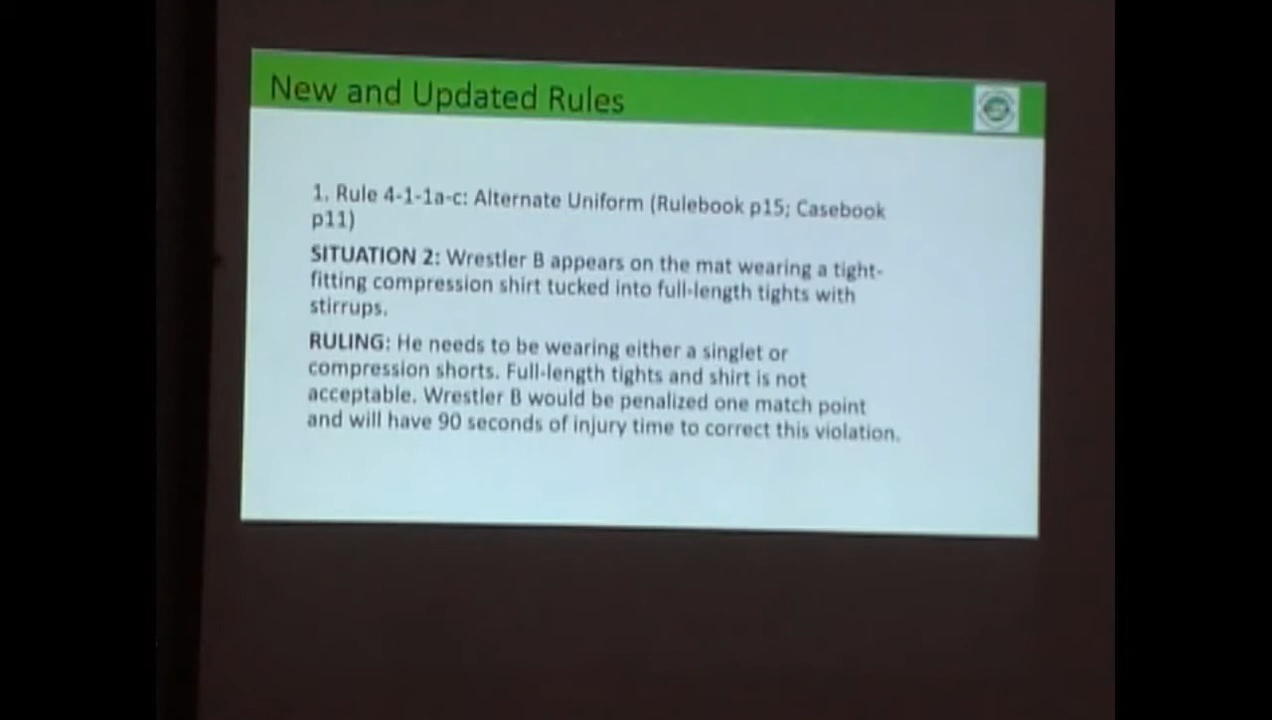 New and Updated Rules
1. Rule 4-1-1a-c: Alternate Uniform (Rulebook p15; Casebook
p11)
SITUATION 2: Wrestler B appears on the mat wearing a tight-
fitting compression shirt tucked into full-length tights with
stirrups.
RULING: He needs to be wearing either a singlet or
compression shorts. Full-length tights and shirt is not
acceptable. Wrestler B would be penalized one match point
and will have 90 seconds of injury time to correct this violation.